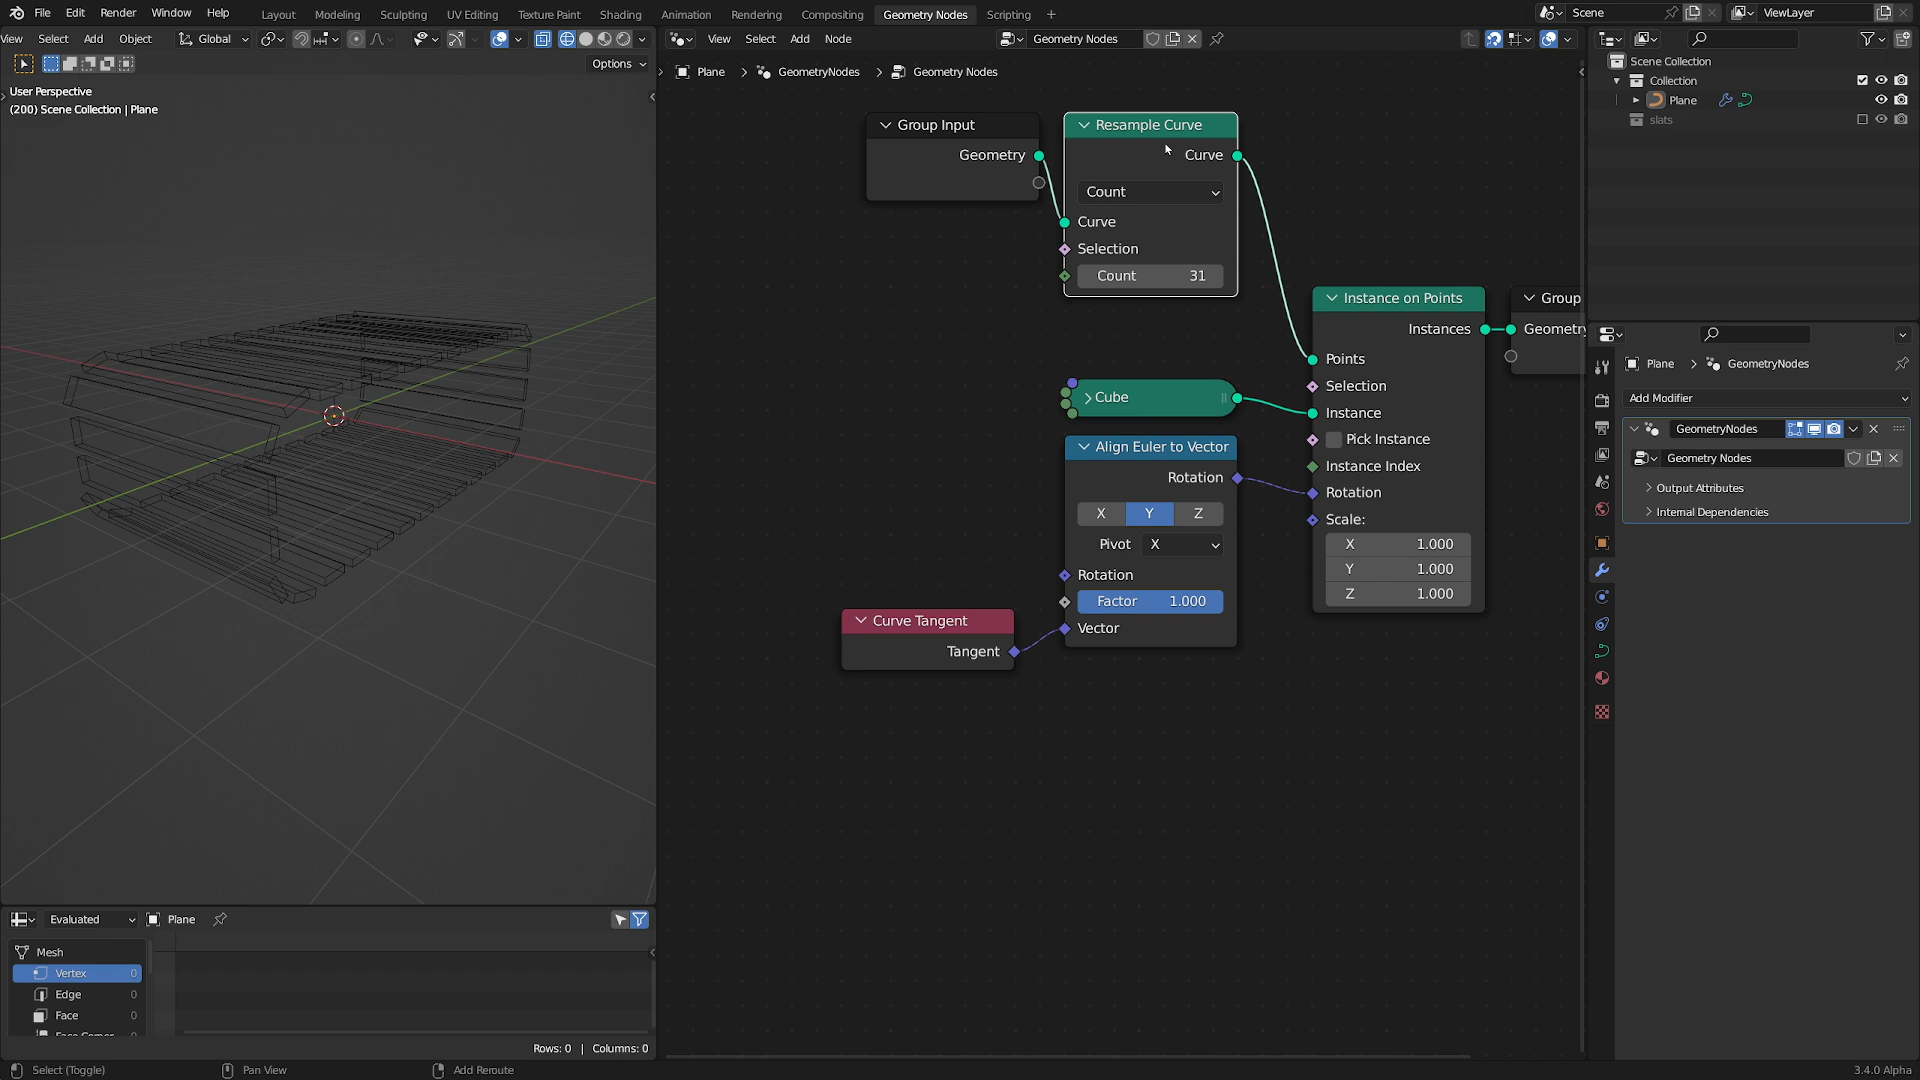 File Edit Render Window Help Layout Modeling Sculpting UV Editing Texture Paint Shading Animation Rendering Compositing Geometry Nodes Scripting + Scene ViewLayer
View Select Add Object Global View Select Add Node Geometry Nodes
Options
Plane > GeometryNodes > Geometry Nodes
User Perspective
(200) Scene Collection | Plane
Group Input
Geometry
Resample Curve
Curve
Count
Curve
Selection
Count 31
Cube
Align Euler to Vector
Rotation
X Y Z
Pivot X
Rotation
Factor 1.000
Vector
Curve Tangent
Tangent
Instance on Points
Instances
Points
Selection
Instance
Pick Instance
Instance Index
Rotation
Scale:
X 1.000
Y 1.000
Z 1.000
Group
Geometry
Scene Collection
Collection
Plane
slats
Plane > GeometryNodes
Add Modifier
GeometryNodes
Geometry Nodes
Output Attributes
Internal Dependencies
Evaluated Plane
Mesh
Vertex 0
Edge 0
Face 0
Face Corner 0
Rows: 0 | Columns: 0
Select (Toggle) Pan View Add Reroute 3.4.0 Alpha